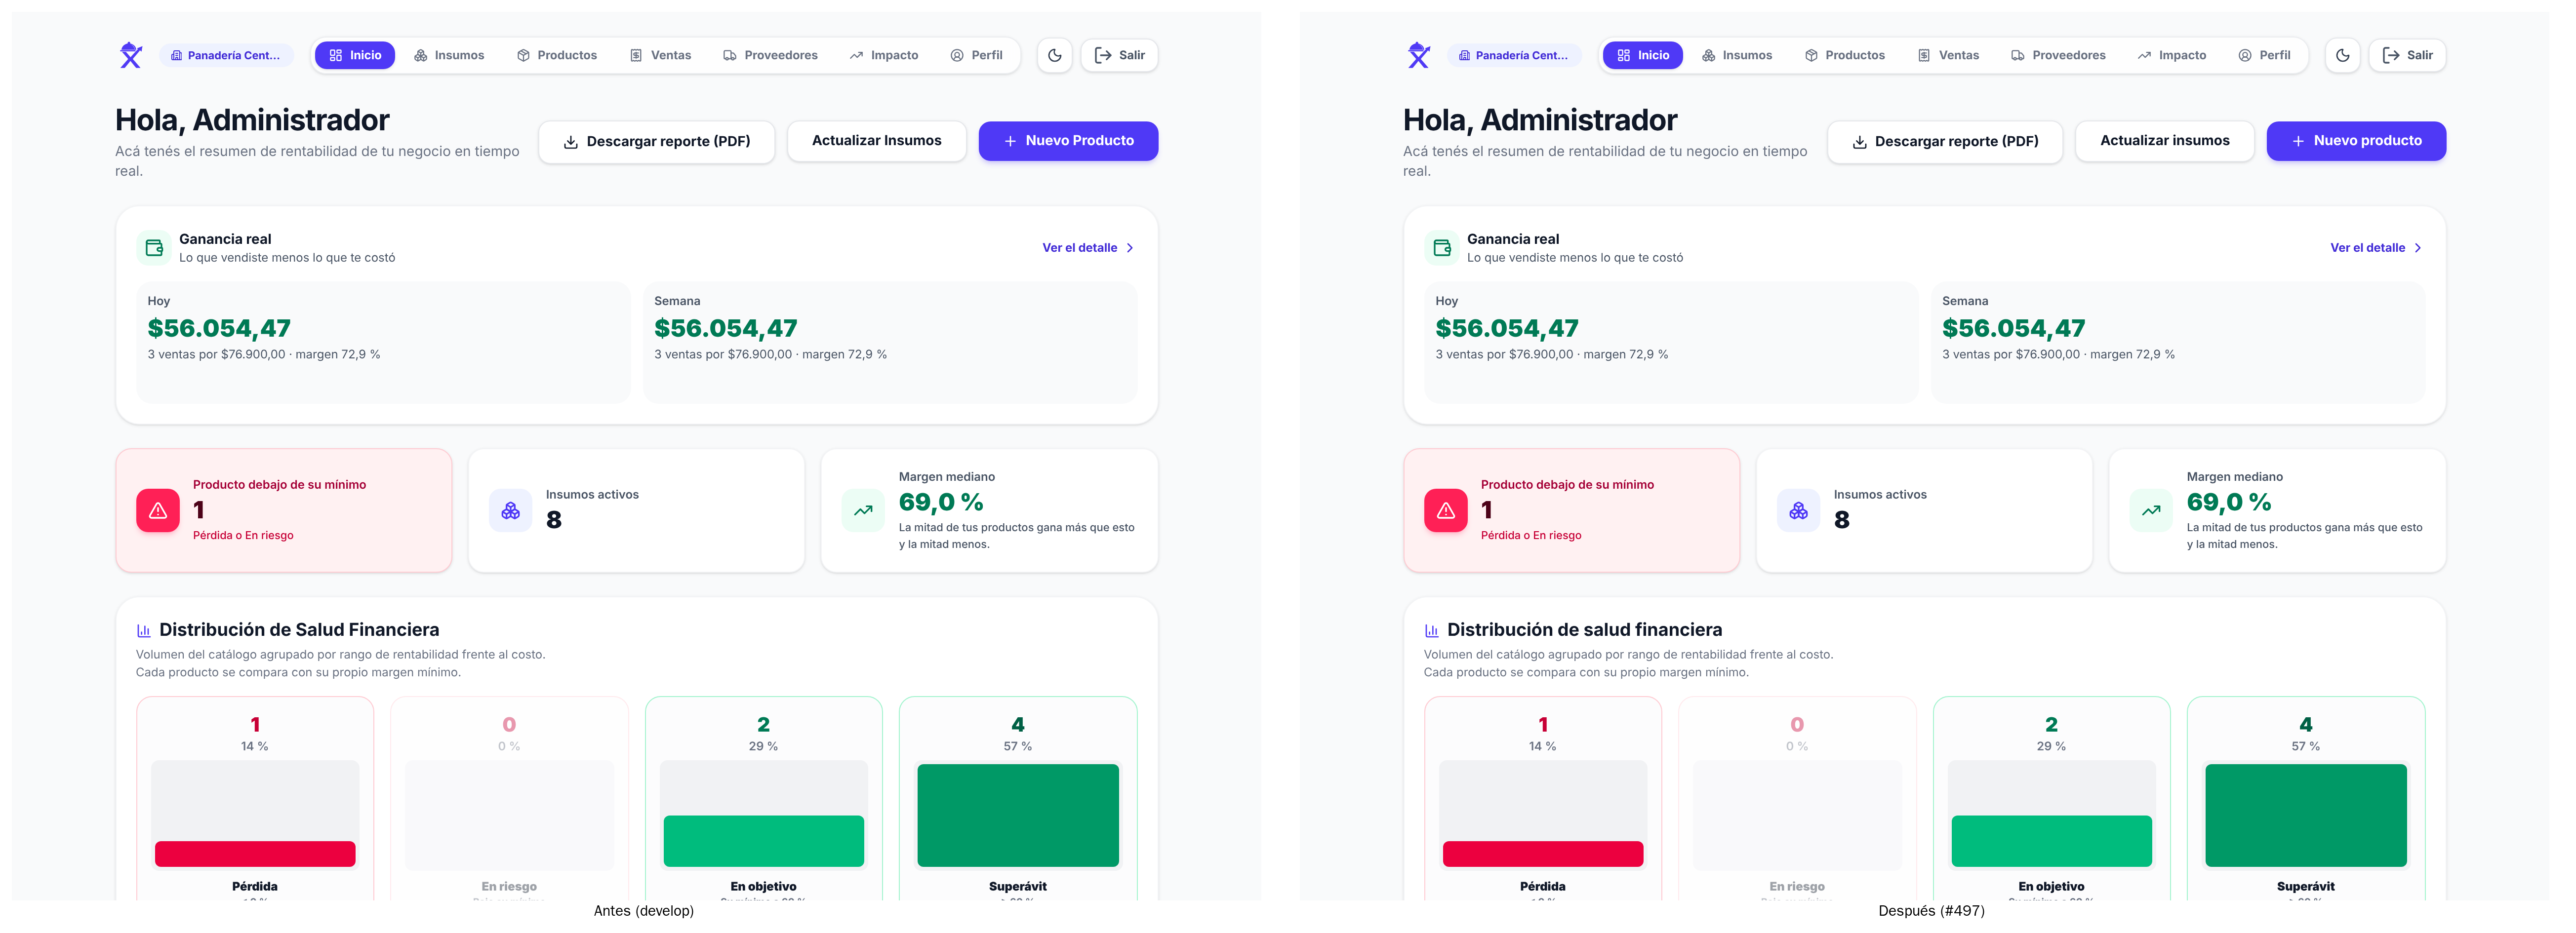 Panadería Cent...
Inicio
Insumos
Productos
Ventas
Proveedores
Impacto
Perfil
Salir
Hola, Administrador
Acá tenés el resumen de rentabilidad de tu negocio en tiempo
real.
Descargar reporte (PDF)
Actualizar Insumos
Nuevo Producto
Ganancia real
Lo que vendiste menos lo que te costó
Ver el detalle
Hoy
$56.054,47
3 ventas por $76.900,00 · margen 72,9 %
Semana
$56.054,47
3 ventas por $76.900,00 · margen 72,9 %
Producto debajo de su mínimo
1
Pérdida o En riesgo
Insumos activos
8
Margen mediano
69,0 %
La mitad de tus productos gana más que esto
y la mitad menos.
Distribución de Salud Financiera
Volumen del catálogo agrupado por rango de rentabilidad frente al costo.
Cada producto se compara con su propio margen mínimo.
1
14 %
Pérdida
0
0 %
En riesgo
2
29 %
En objetivo
4
57 %
Superávit
Antes (develop)
Panadería Cent...
Inicio
Insumos
Productos
Ventas
Proveedores
Impacto
Perfil
Salir
Hola, Administrador
Acá tenés el resumen de rentabilidad de tu negocio en tiempo
real.
Descargar reporte (PDF)
Actualizar insumos
Nuevo producto
Ganancia real
Lo que vendiste menos lo que te costó
Ver el detalle
Hoy
$56.054,47
3 ventas por $76.900,00 · margen 72,9 %
Semana
$56.054,47
3 ventas por $76.900,00 · margen 72,9 %
Producto debajo de su mínimo
1
Pérdida o En riesgo
Insumos activos
8
Margen mediano
69,0 %
La mitad de tus productos gana más que esto
y la mitad menos.
Distribución de salud financiera
Volumen del catálogo agrupado por rango de rentabilidad frente al costo.
Cada producto se compara con su propio margen mínimo.
1
14 %
Pérdida
0
0 %
En riesgo
2
29 %
En objetivo
4
57 %
Superávit
Después (#497)